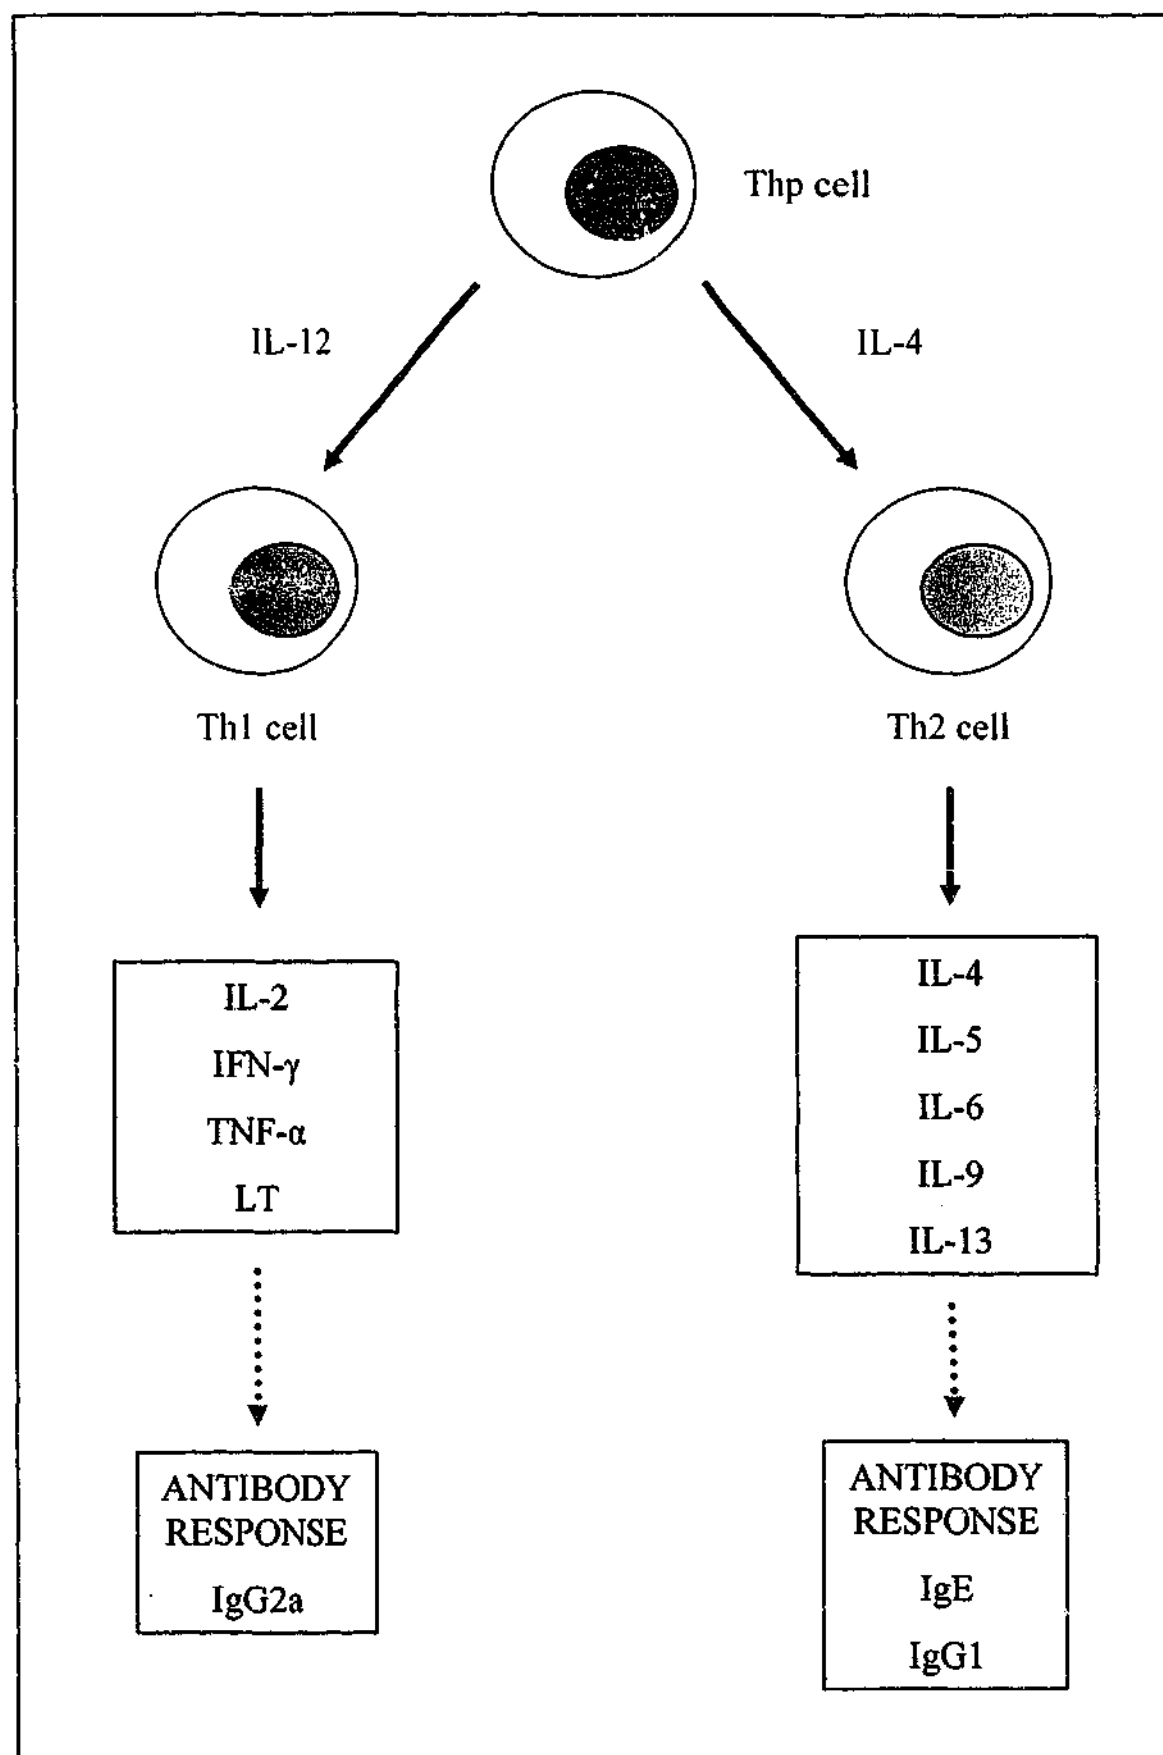 Thp cell
IL-12
IL-4
Th1 cell
Th2 cell
IL-2
IFN-γ
TNF-α
LT
IL-4
IL-5
IL-6
IL-9
IL-13
ANTIBODY
RESPONSE
IgG2a
ANTIBODY
RESPONSE
IgE
IgG1